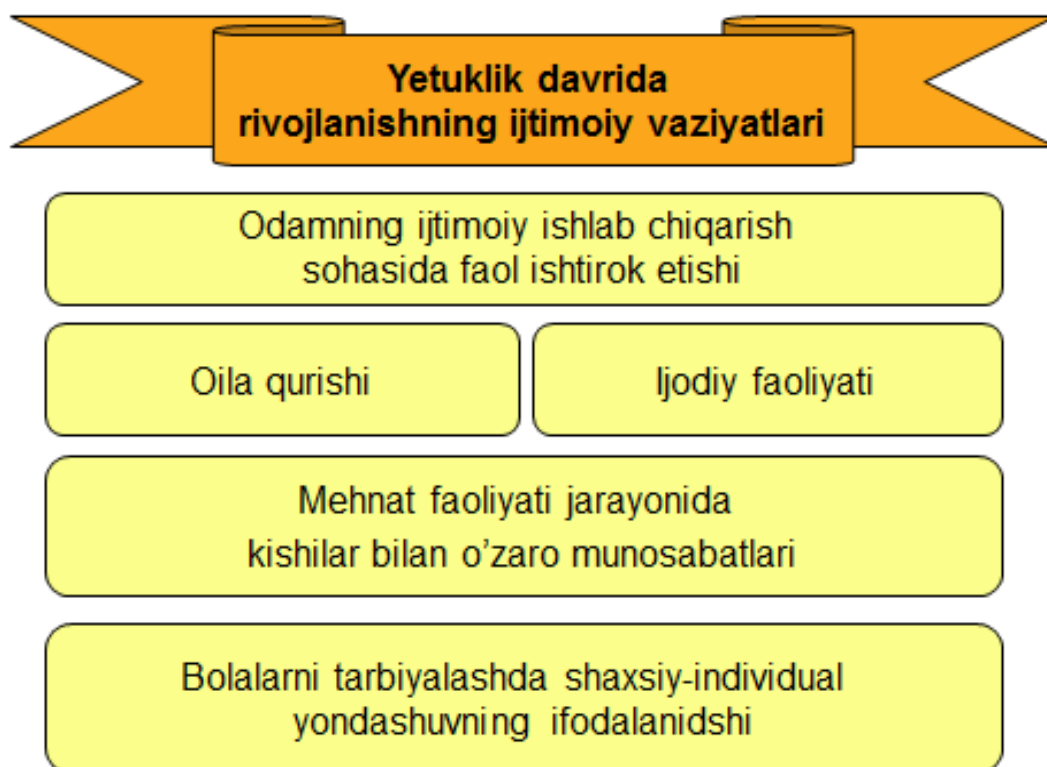 Yetuklik davrida
rivojlanishning ijtimoiy vaziyatlari
Odamning ijtimoiy ishlab chiqarish
sohasida faol ishtirok etishi
Oila qurishi
Ijodiy faoliyati
Mehnat faoliyati jarayonida
kishilar bilan o’zaro munosabatlari
Bolalarni tarbiyalashda shaxsiy-individual
yondashuvning ifodalanidshi